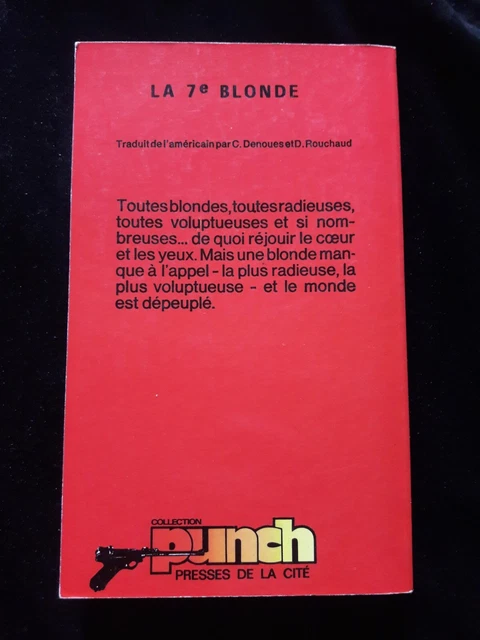 LA 7e BLONDE
Traduit de l'américain par C. Denoues et D. Rouchaud
Toutes blondes, toutes radieuses,
toutes voluptueuses et si nom-
breuses... de quoi réjouir le cœur
et les yeux. Mais une blonde man-
que à l'appel - la plus radieuse, la
plus voluptueuse - et le monde
est dépeuplé.
COLLECTION
punch
PRESSES DE LA CITÉ